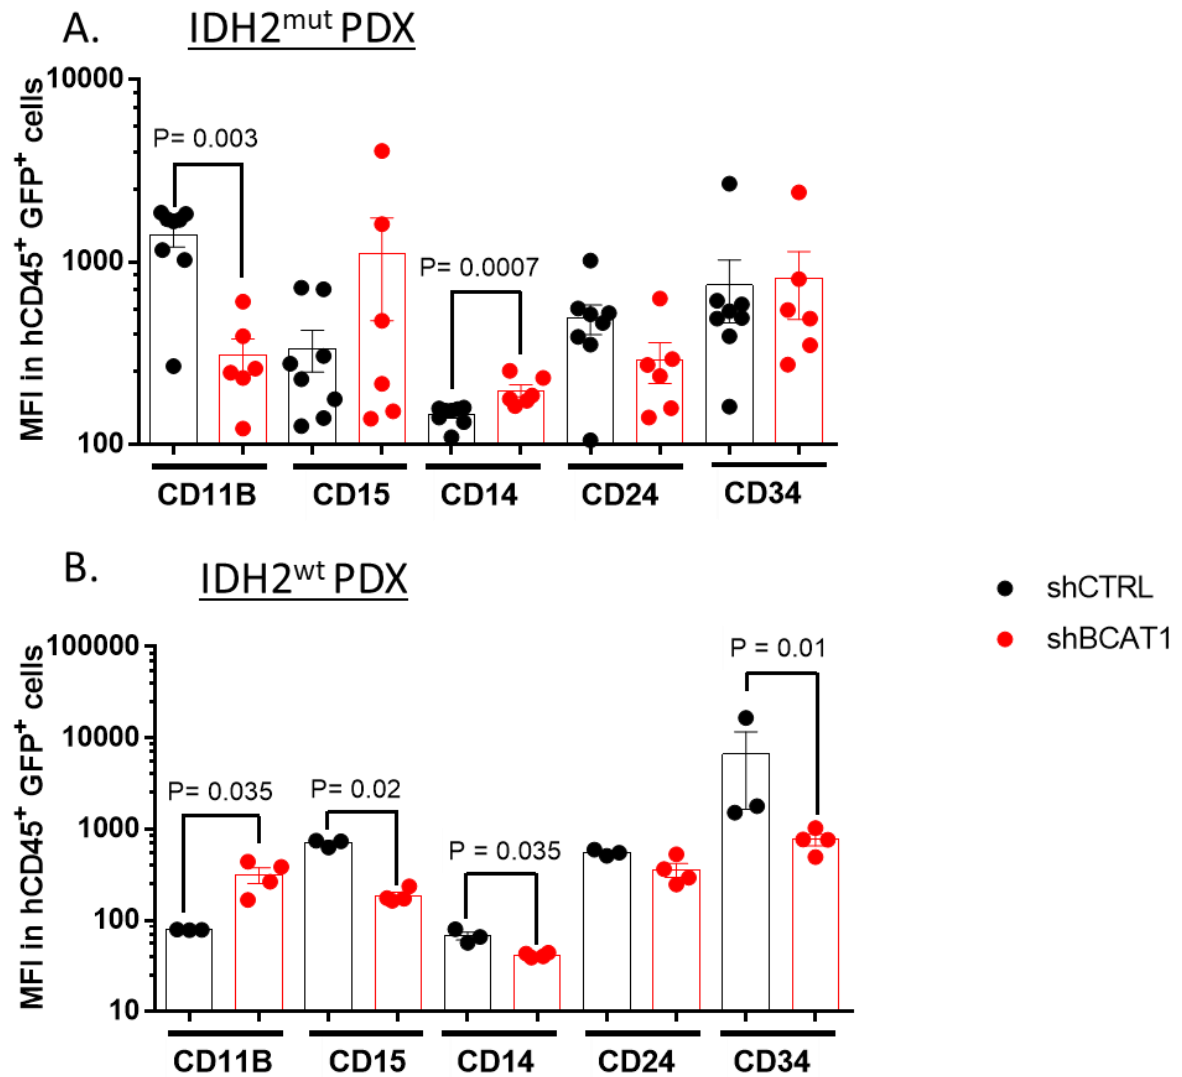 A.
IDH2mut PDX
MFI in hCD45+ GFP+ cells
10000
1000
100
P= 0.003
P= 0.0007
CD11B
CD15
CD14
CD24
CD34
B.
IDH2wt PDX
MFI in hCD45+ GFP+ cells
100000
10000
1000
100
10
P= 0.035
P= 0.02
P = 0.035
P = 0.01
CD11B
CD15
CD14
CD24
CD34
shCTRL
shBCAT1